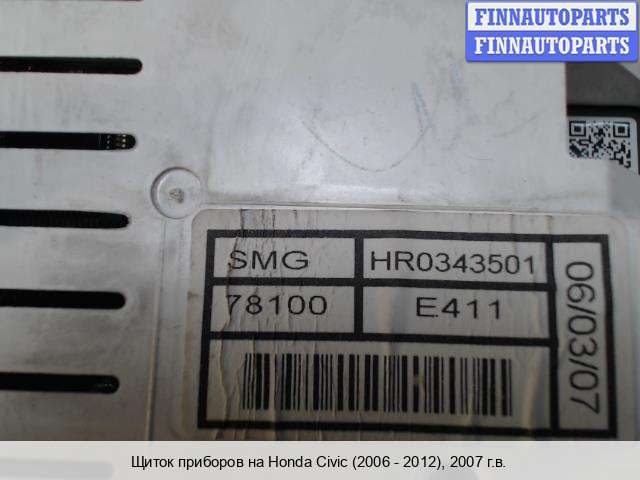 FINNAUTOPARTS
FINNAUTOPARTS
SMG HR0343501
78100 E411
06/03/07
Щиток приборов на Honda Civic (2006 - 2012), 2007 г.в.